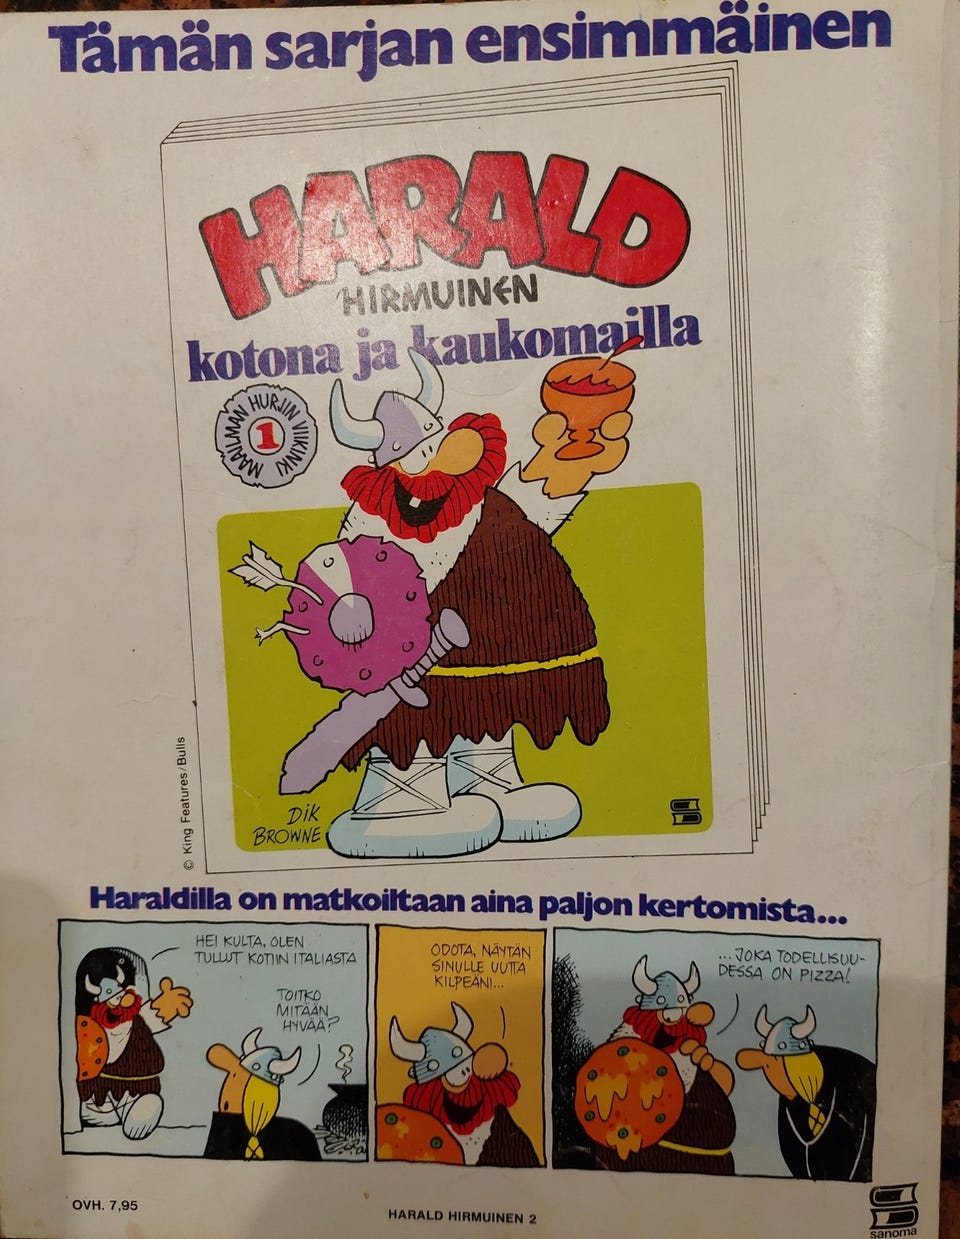 Tämän sarjan ensimmäinen
HARALD
HIRMUINEN
kotona ja kaukomailla
MAAILMAN HURJIN VIIKINKI
1
DIK
BROWNE
© King Features/Bulls
Haraldilla on matkoiltaan aina paljon kertomista...
HEI KULTA, OLEN
TULLUT KOTIIN ITALIASTA
TOITKO
MITÄÄN
HYVÄÄ?
ODOTA, NÄYTÄN
SINULLE UUTTA
KILPEÄNI...
...JOKA TODELLISUU-
DESSA ON PIZZA!
OVH. 7,95
HARALD HIRMUINEN 2
sanoma